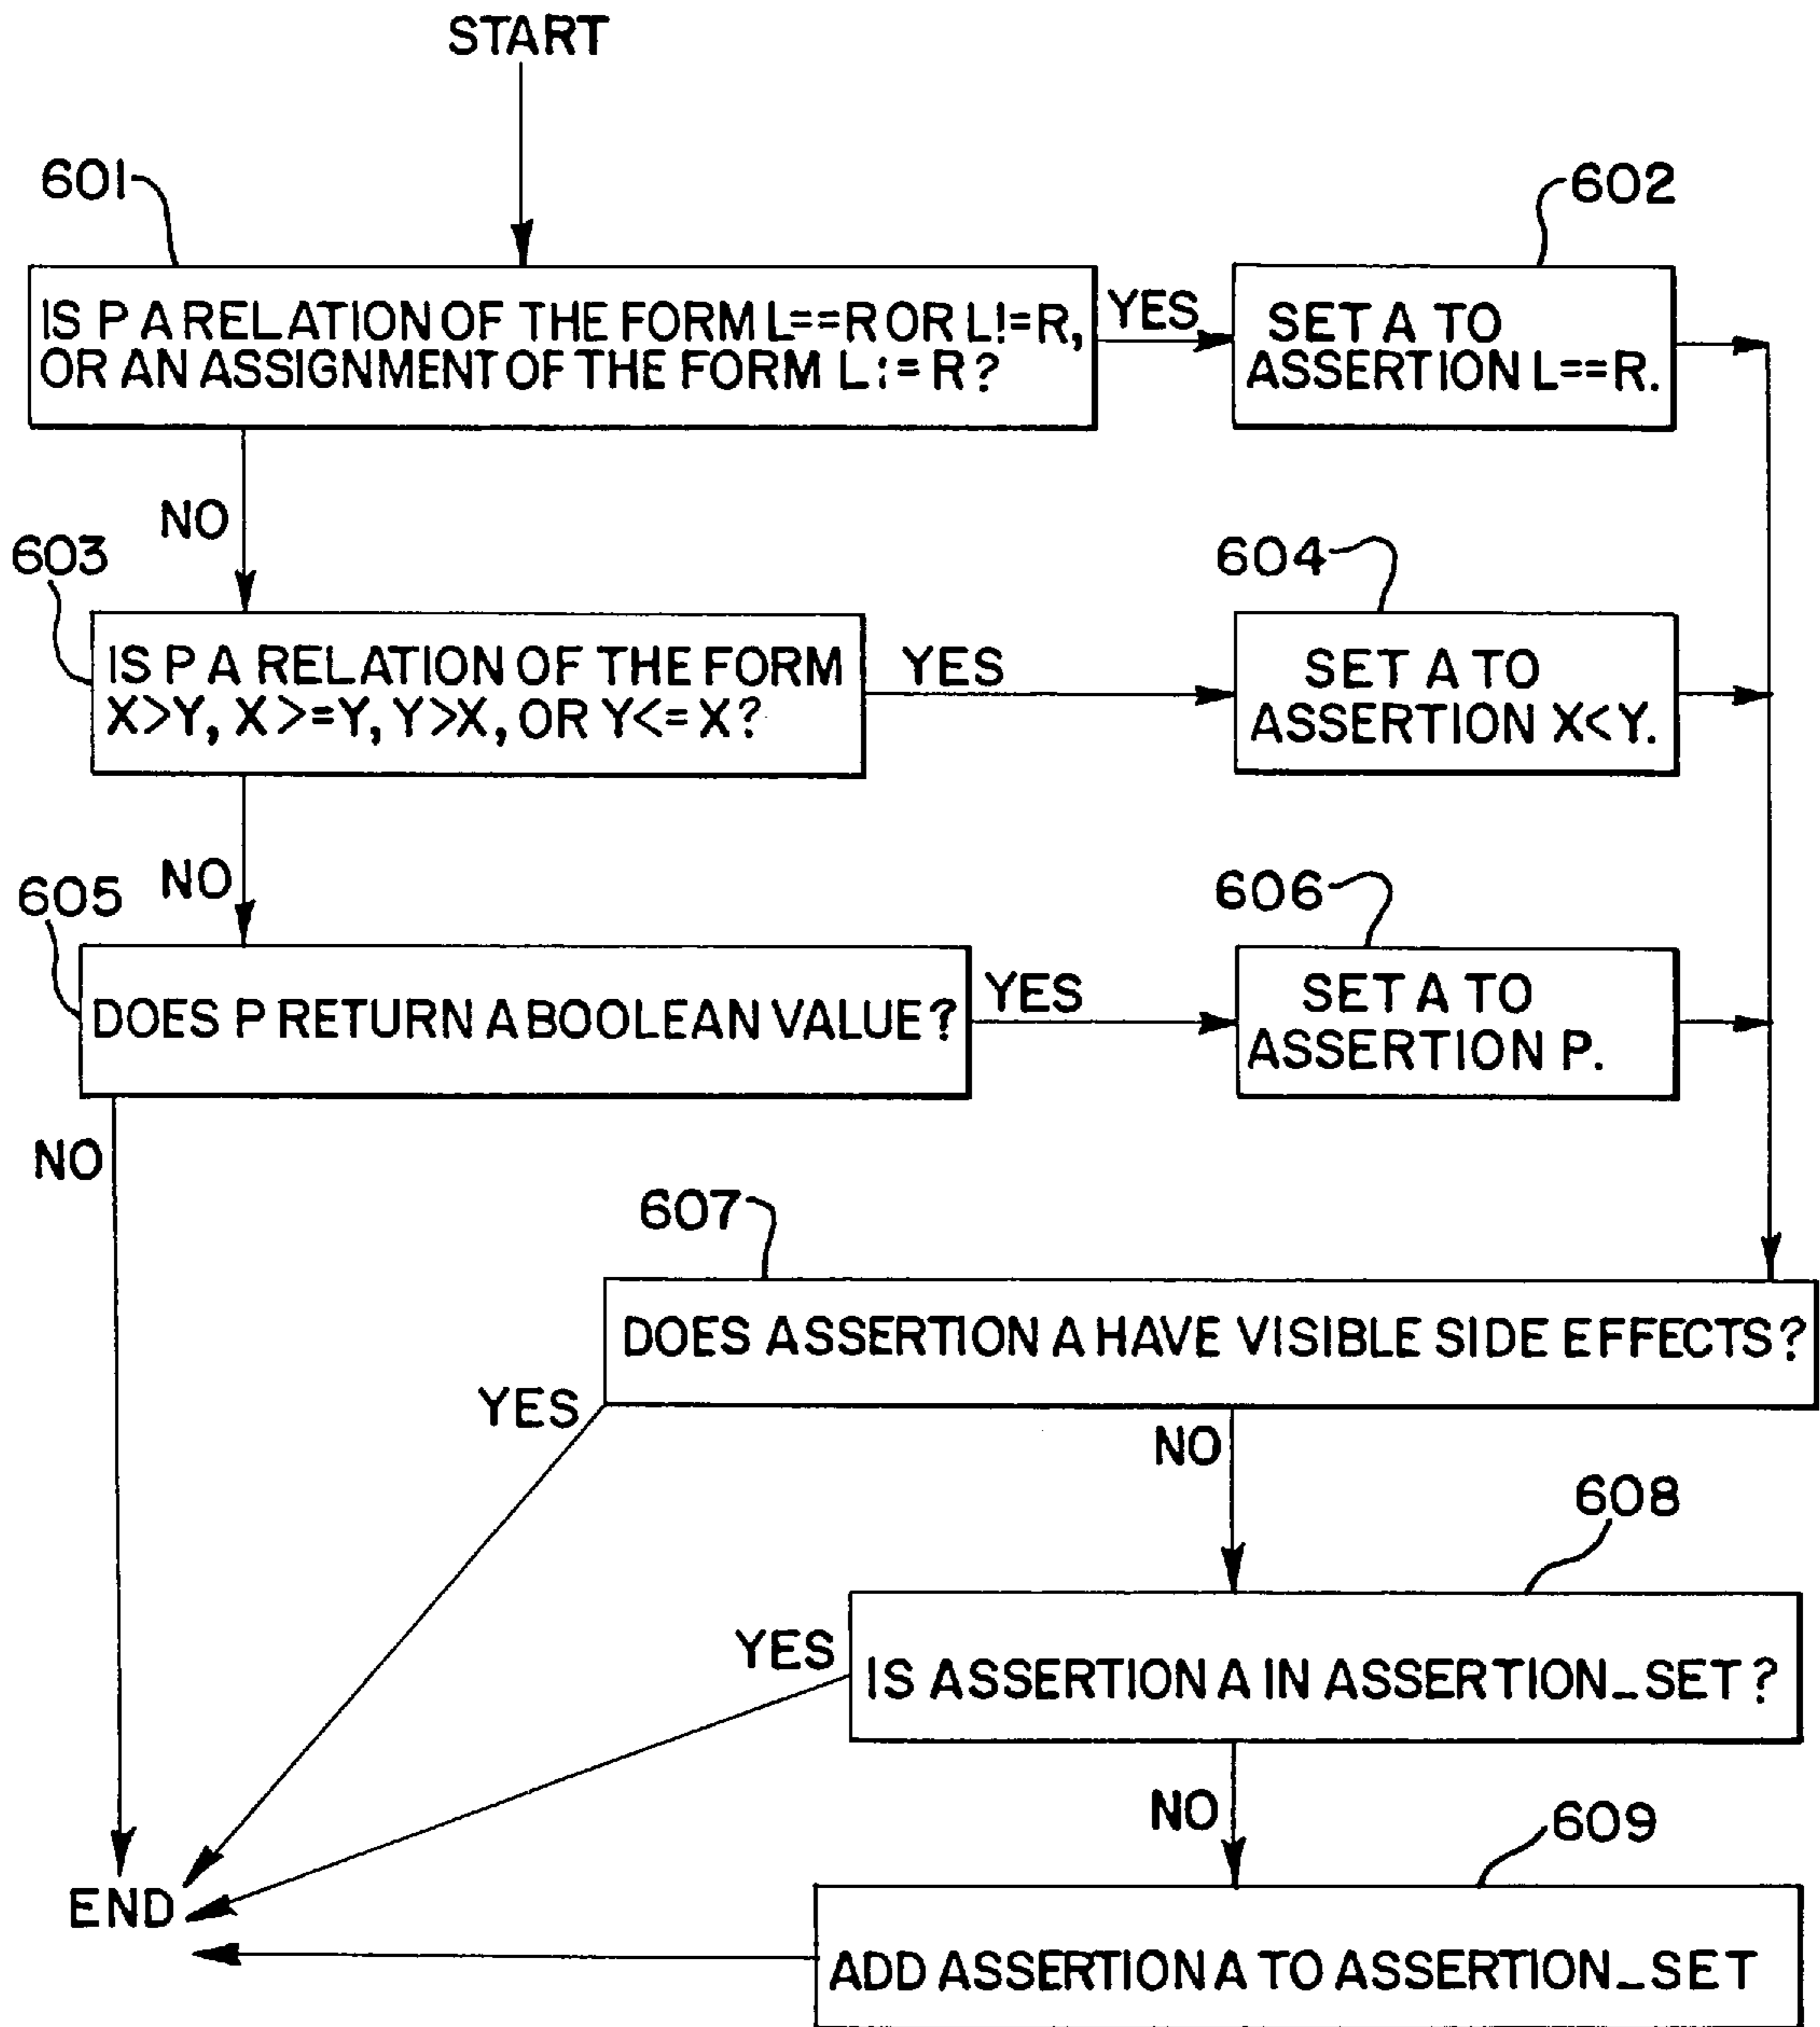 START
601
602
IS P A RELATION OF THE FORM L==R OR L!=R,
OR AN ASSIGNMENT OF THE FORM L:=R?
YES
SET A TO
ASSERTION L==R.
NO
603
604
IS P A RELATION OF THE FORM
X>Y, X>=Y, Y>X, OR Y<=X?
YES
SET A TO
ASSERTION X<Y.
NO
605
606
DOES P RETURN A BOOLEAN VALUE?
YES
SET A TO
ASSERTION P.
NO
607
DOES ASSERTION A HAVE VISIBLE SIDE EFFECTS?
YES
NO
608
YES
IS ASSERTION A IN ASSERTION_SET?
NO
609
END
ADD ASSERTION A TO ASSERTION_SET